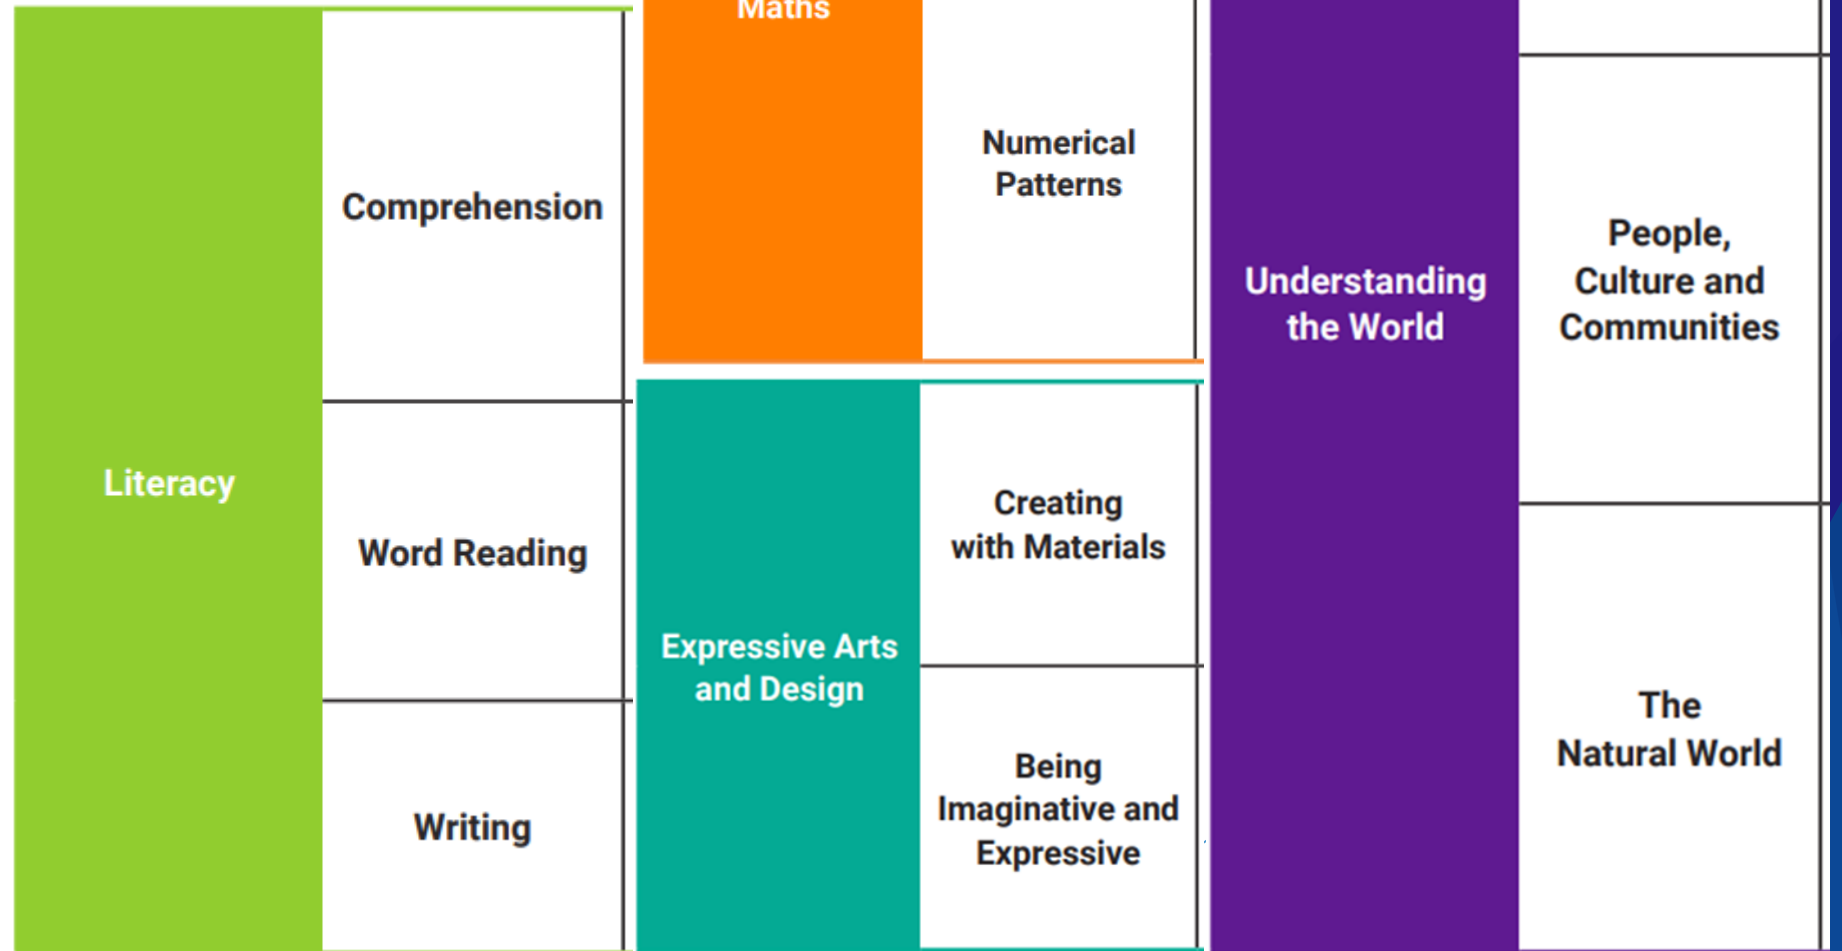 Literacy
Comprehension
Word Reading
Writing
Maths
Numerical
Patterns
Expressive Arts
and Design
Creating
with Materials
Being
Imaginative and
Expressive
Understanding
the World
People,
Culture and
Communities
The
Natural World